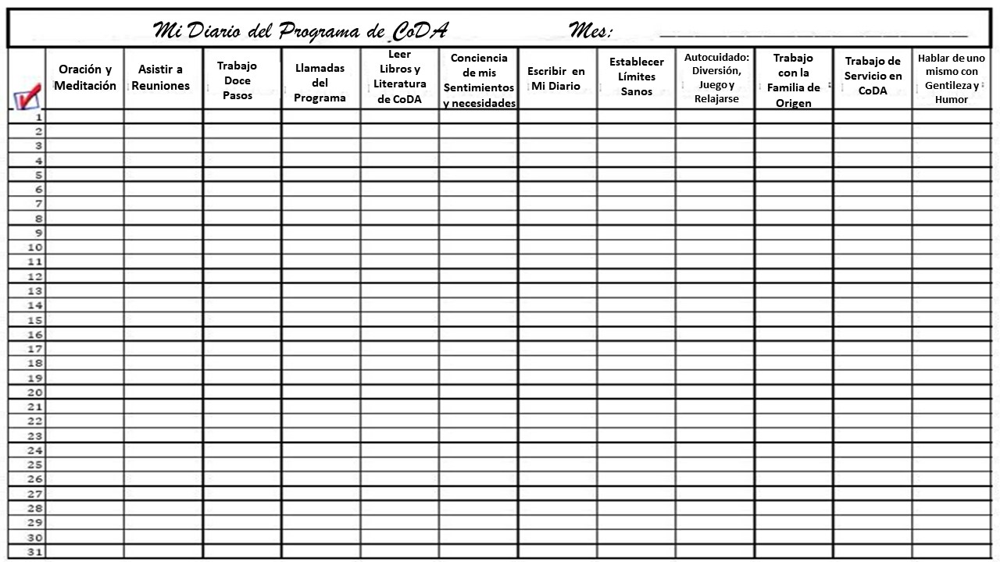 Mi Diario del Programa de CoDA Mes:
Oración y
Meditación
Asistir a
Reuniones
Trabajo
Doce
Pasos
Llamadas
del
Programa
Leer
Libros y
Literatura
de CoDA
Conciencia
de mis
Sentimientos
y necesidades
Escribir en
Mi Diario
Establecer
Límites
Sanos
Autocuidado:
Diversión,
Juego y
Relajarse
Trabajo
con la
Familia de
Origen
Trabajo de
Servicio en
CoDA
Hablar de uno
mismo con
Gentileza y
Humor
1
2
3
4
5
6
7
8
9
10
11
12
13
14
15
16
17
18
19
20
21
22
23
24
25
26
27
28
29
30
31